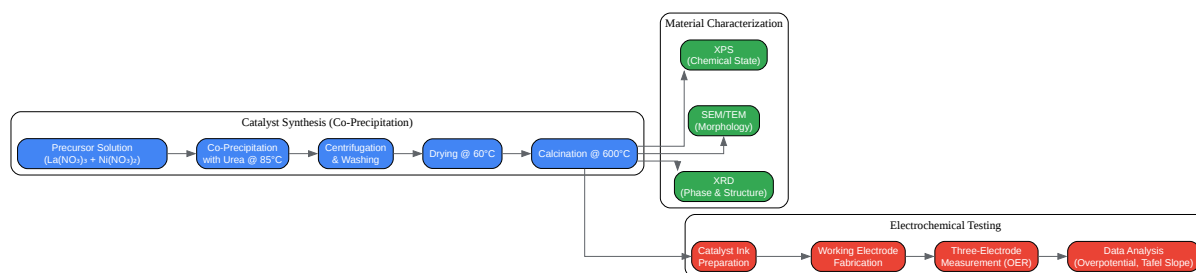 Material Characterization
XPS
(Chemical State)
SEM/TEM
(Morphology)
XRD
(Phase & Structure)
Catalyst Synthesis (Co-Precipitation)
Precursor Solution
(La(NO₃)₃ + Ni(NO₃)₂)
Co-Precipitation
with Urea @ 85°C
Centrifugation
& Washing
Drying @ 60°C
Calcination @ 600°C
Electrochemical Testing
Catalyst Ink
Preparation
Working Electrode
Fabrication
Three-Electrode
Measurement (OER)
Data Analysis
(Overpotential, Tafel Slope)